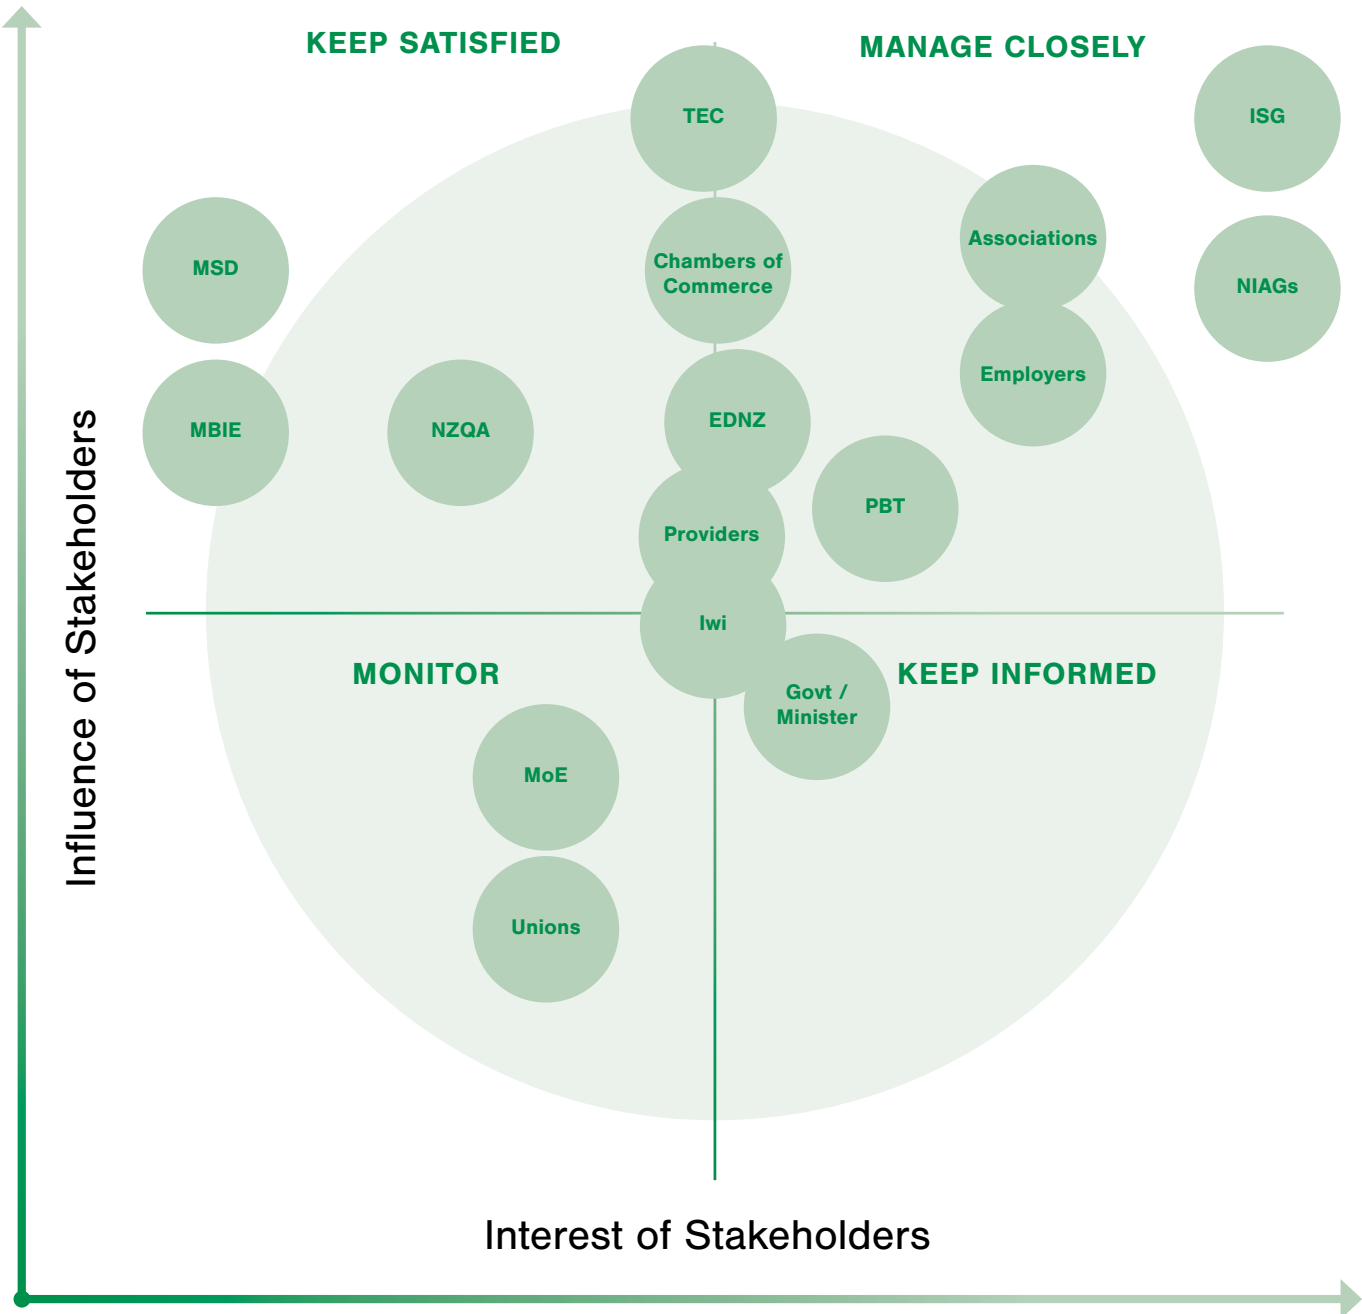 KEEP SATISFIED
MANAGE CLOSELY
TEC
ISG
Associations
MSD
Chambers of
Commerce
NIAGs
Employers
MBIE
NZQA
EDNZ
PBT
Providers
Iwi
MONITOR
KEEP INFORMED
Govt /
Minister
MoE
Unions
Influence of Stakeholders
Interest of Stakeholders